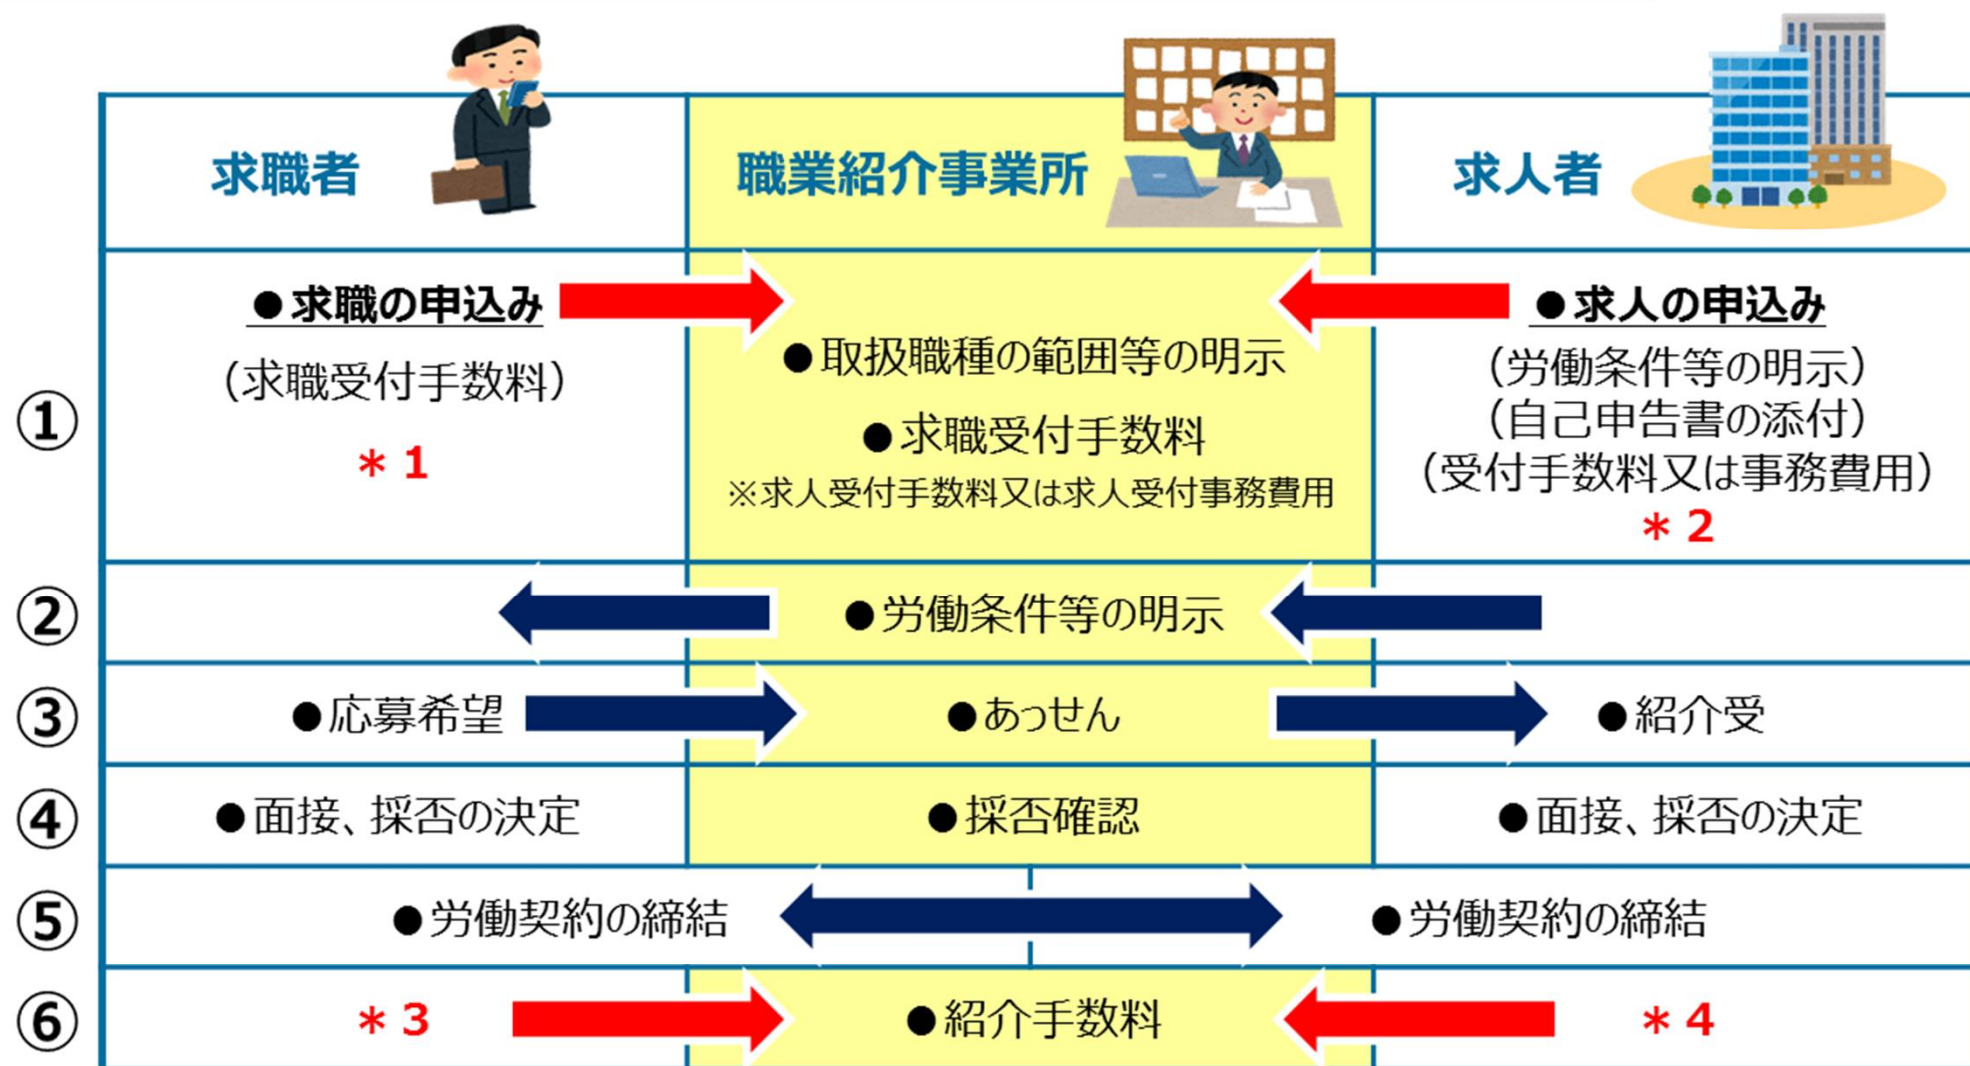 求職者
職業紹介事業所
求人者
①
●求職の申込み
（求職受付手数料）
＊1
●取扱職種の範囲等の明示
●求職受付手数料
※求人受付手数料又は求人受付事務費用
●求人の申込み
（労働条件等の明示）
（自己申告書の添付）
（受付手数料又は事務費用）
＊2
②
●労働条件等の明示
③
●応募希望
●あっせん
●紹介受
④
●面接、採否の決定
●採否確認
●面接、採否の決定
⑤
●労働契約の締結
●労働契約の締結
⑥
＊3
●紹介手数料
＊4